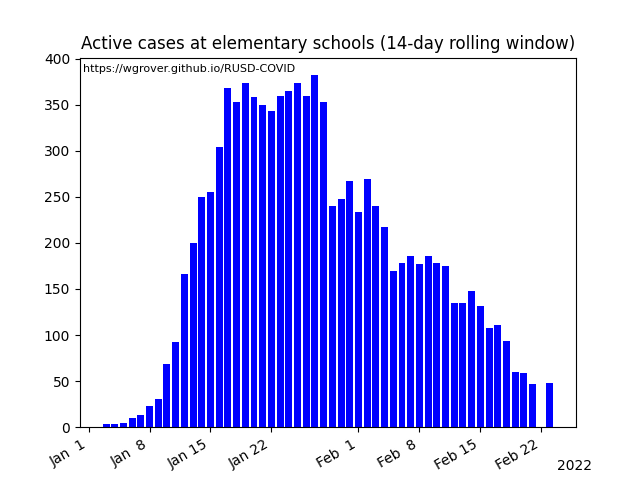 Active cases at elementary schools (14-day rolling window)
https://wgrover.github.io/RUSD-COVID
400
350
300
250
200
150
100
50
0
Jan 1
Jan 8
Jan 15
Jan 22
Feb 1
Feb 8
Feb 15
Feb 22
2022